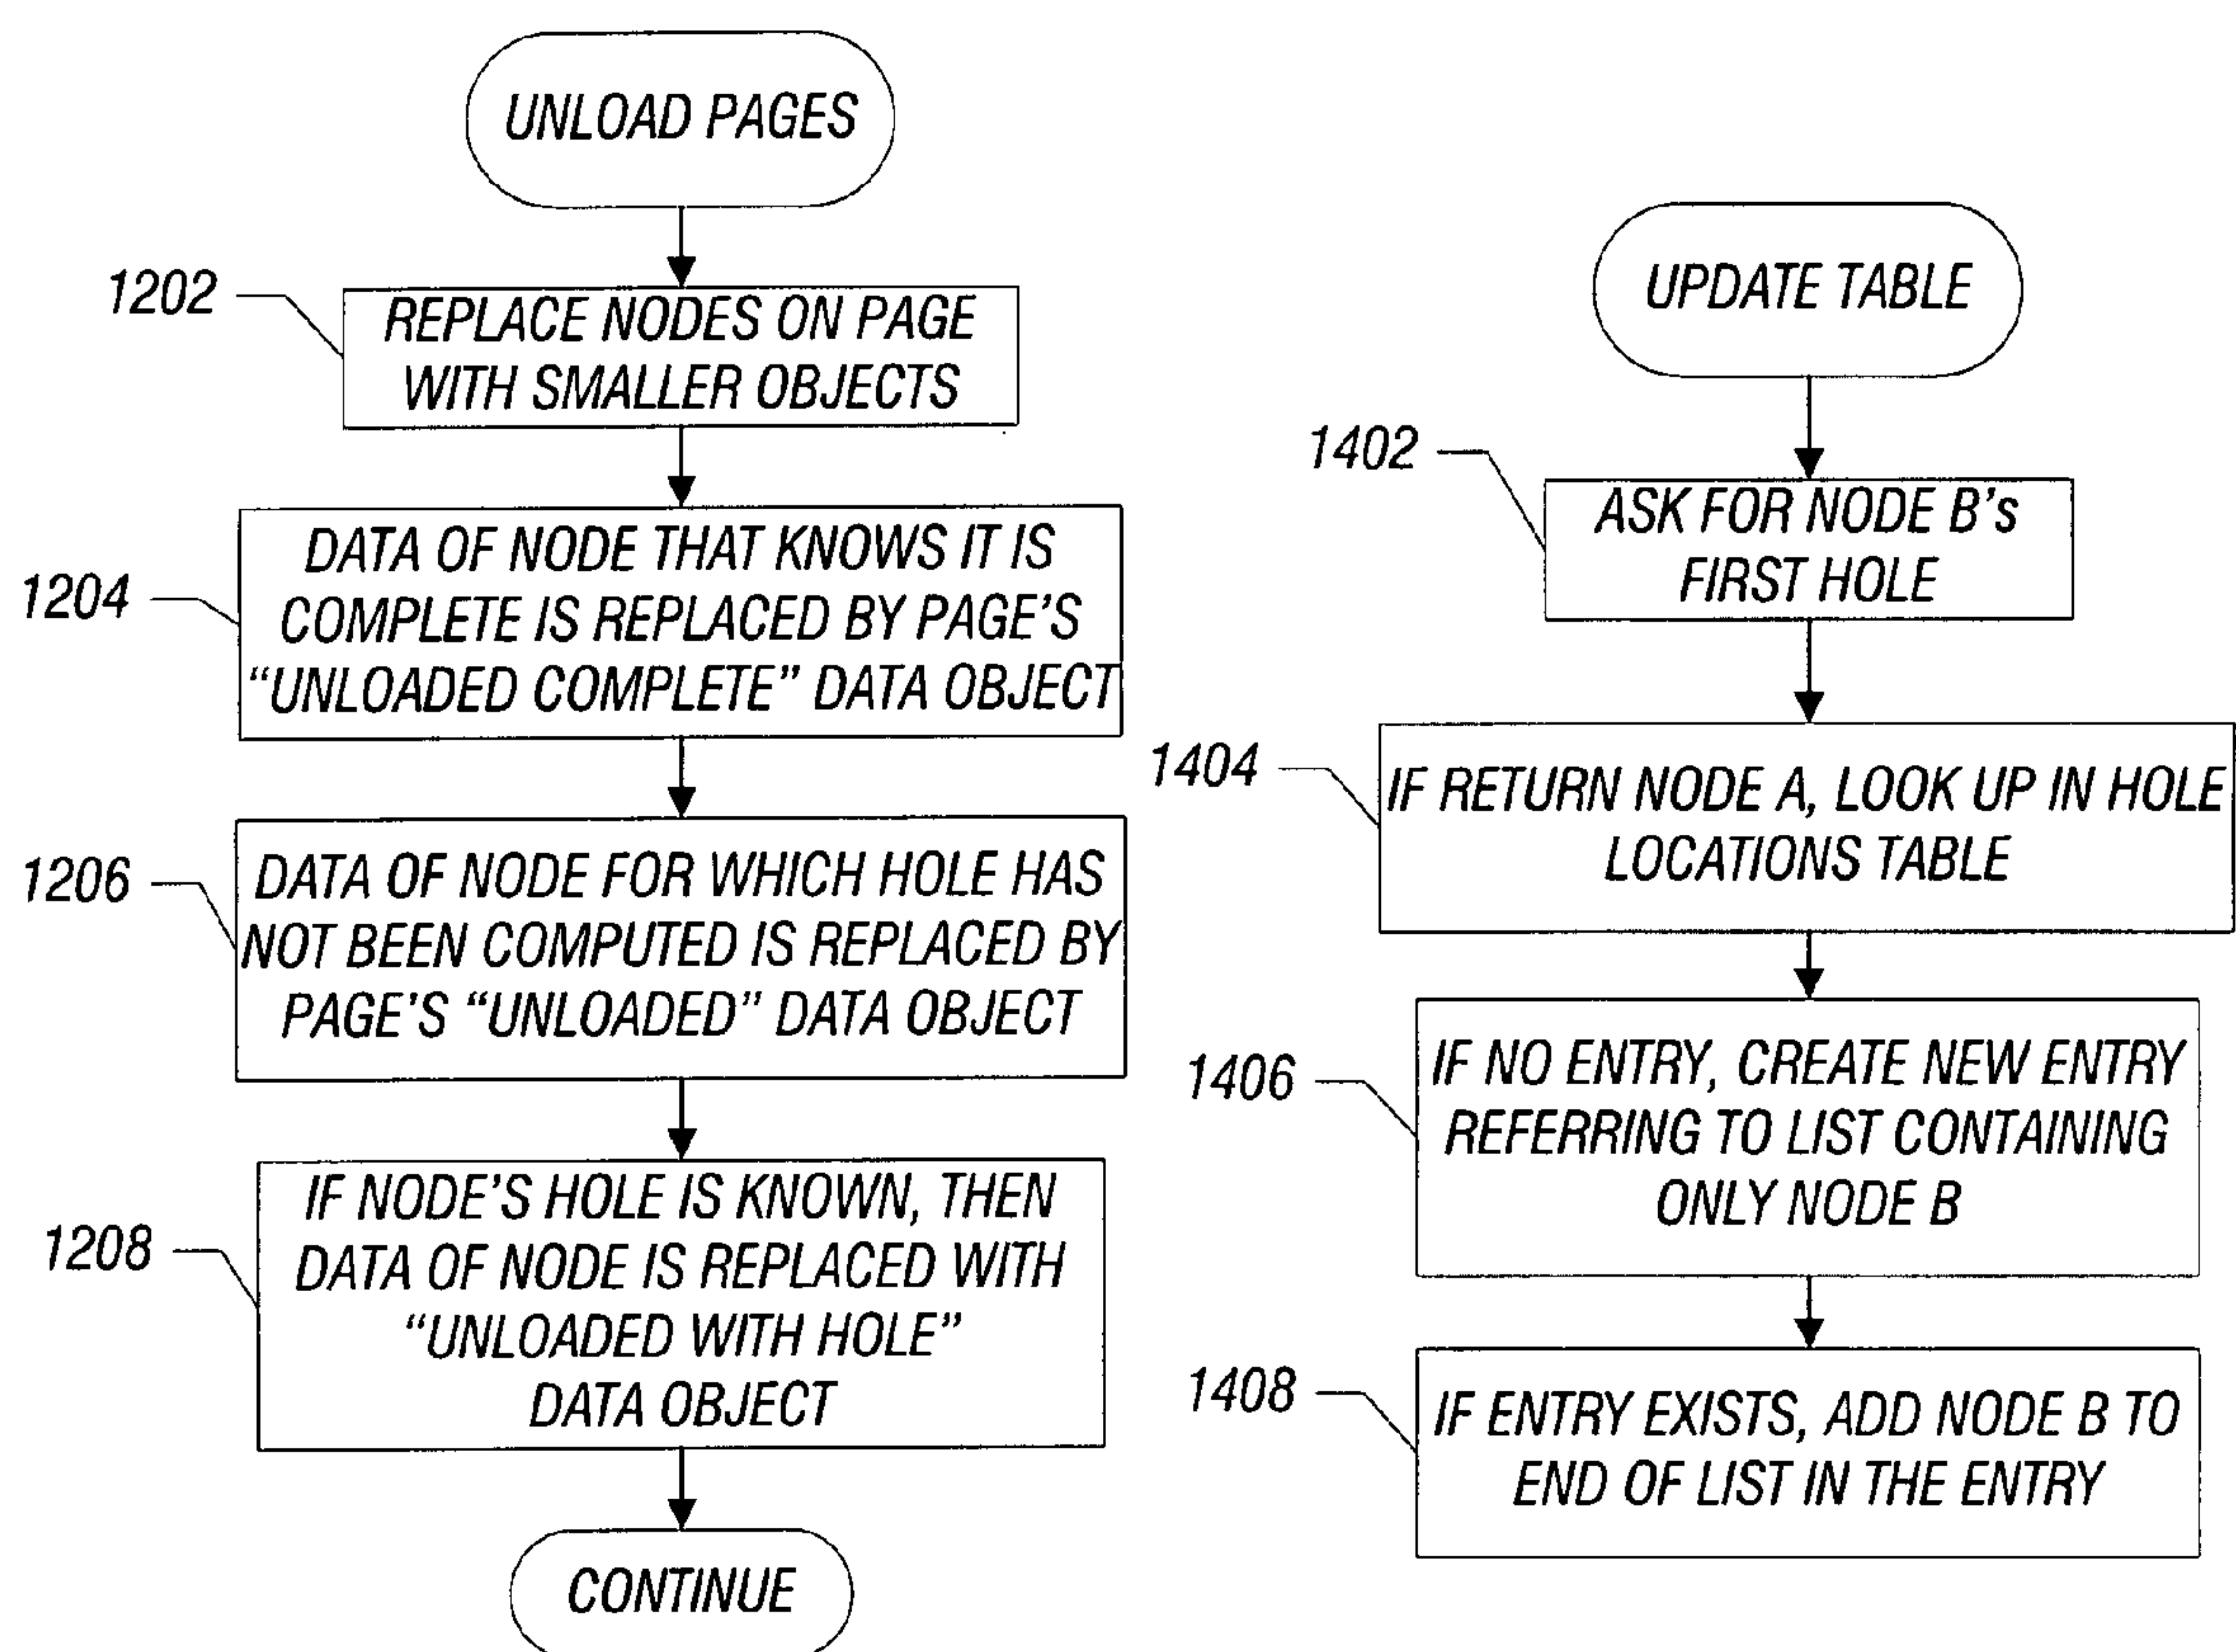 UNLOAD PAGES
1202
REPLACE NODES ON PAGE
WITH SMALLER OBJECTS
1204
DATA OF NODE THAT KNOWS IT IS
COMPLETE IS REPLACED BY PAGE'S
“UNLOADED COMPLETE” DATA OBJECT
1206
DATA OF NODE FOR WHICH HOLE HAS
NOT BEEN COMPUTED IS REPLACED BY
PAGE'S “UNLOADED” DATA OBJECT
1208
IF NODE'S HOLE IS KNOWN, THEN
DATA OF NODE IS REPLACED WITH
“UNLOADED WITH HOLE”
DATA OBJECT
CONTINUE
UPDATE TABLE
1402
ASK FOR NODE B's
FIRST HOLE
1404
IF RETURN NODE A, LOOK UP IN HOLE
LOCATIONS TABLE
1406
IF NO ENTRY, CREATE NEW ENTRY
REFERRING TO LIST CONTAINING
ONLY NODE B
1408
IF ENTRY EXISTS, ADD NODE B TO
END OF LIST IN THE ENTRY